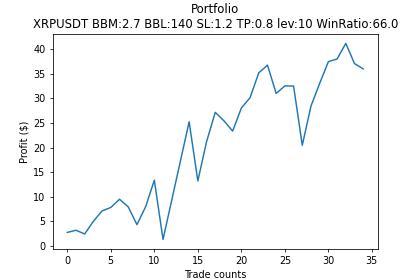 Portfolio
XRPUSDT BBM:2.7 BBL:140 SL:1.2 TP:0.8 lev:10 WinRatio:66.0
Profit ($)
40
35
30
25
20
15
10
5
0
0 5 10 15 20 25 30 35
Trade counts